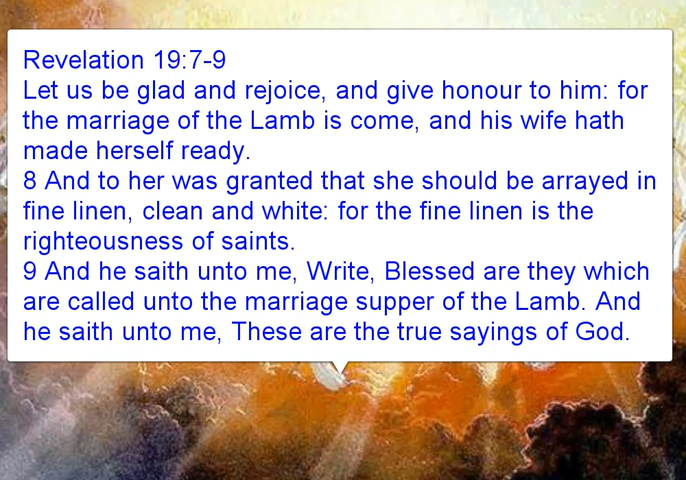 Revelation 19:7-9
Let us be glad and rejoice, and give honour to him: for
the marriage of the Lamb is come, and his wife hath
made herself ready.
8 And to her was granted that she should be arrayed in
fine linen, clean and white: for the fine linen is the
righteousness of saints.
9 And he saith unto me, Write, Blessed are they which
are called unto the marriage supper of the Lamb. And
he saith unto me, These are the true sayings of God.